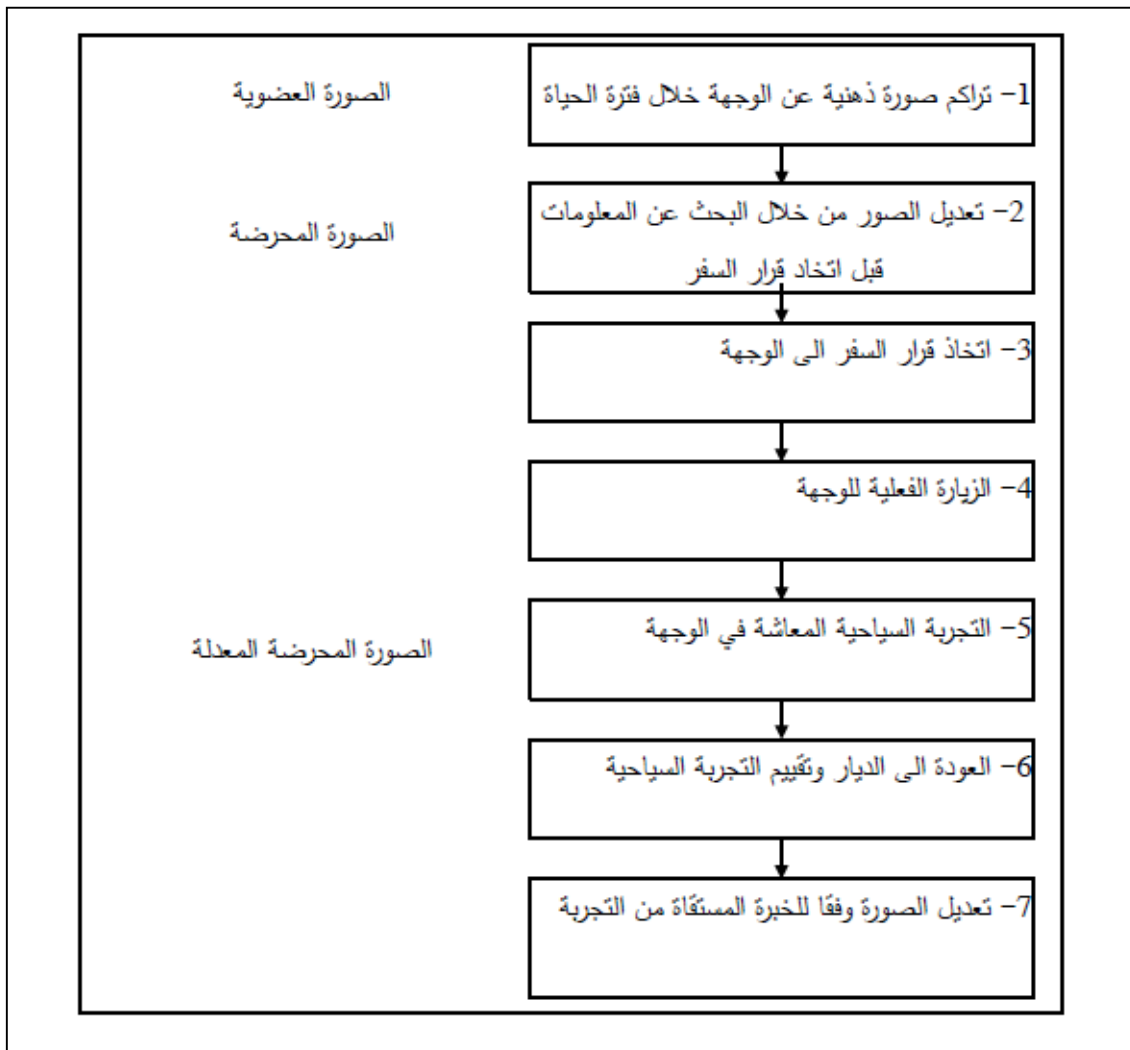 1- تراكم صورة ذهنية عن الوجهة خلال فترة الحياة
الصورة العضوية
2- تعديل الصور من خلال البحث عن المعلومات
قبل اتخاد قرار السفر
الصورة المحرضة
3- اتخاذ قرار السفر الى الوجهة
4- الزيارة الفعلية للوجهة
5- التجربة السياحية المعاشة في الوجهة
الصورة المحرضة المعدلة
6- العودة الى الديار وتقييم التجربة السياحية
7- تعديل الصورة وفقا للخبرة المستقاة من التجربة